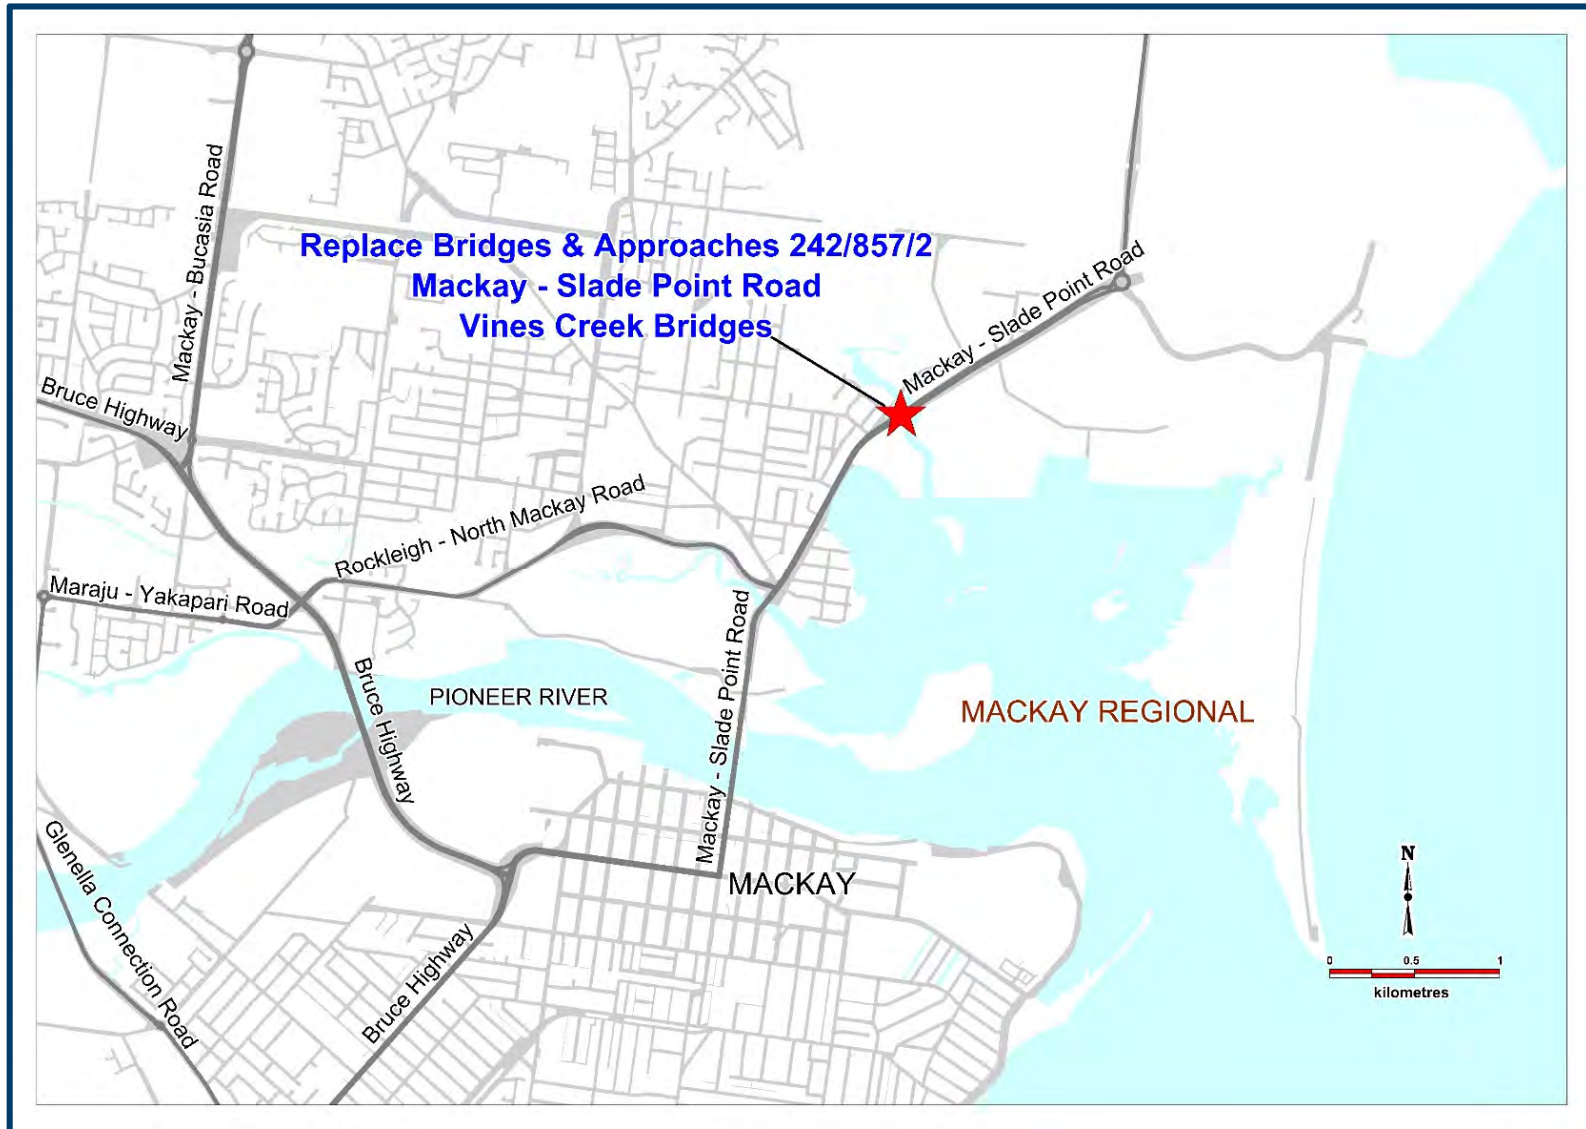 Replace Bridges & Approaches 242/857/2
Mackay - Slade Point Road
Vines Creek Bridges
Mackay - Bucasia Road
Mackay - Slade Point Road
Bruce Highway
Rockleigh - North Mackay Road
Maraju - Yakapari Road
Bruce Highway
PIONEER RIVER
Mackay - Slade Point Road
MACKAY REGIONAL
MACKAY
Glenella Connection Road
Bruce Highway
N
0 0.5 1
kilometres